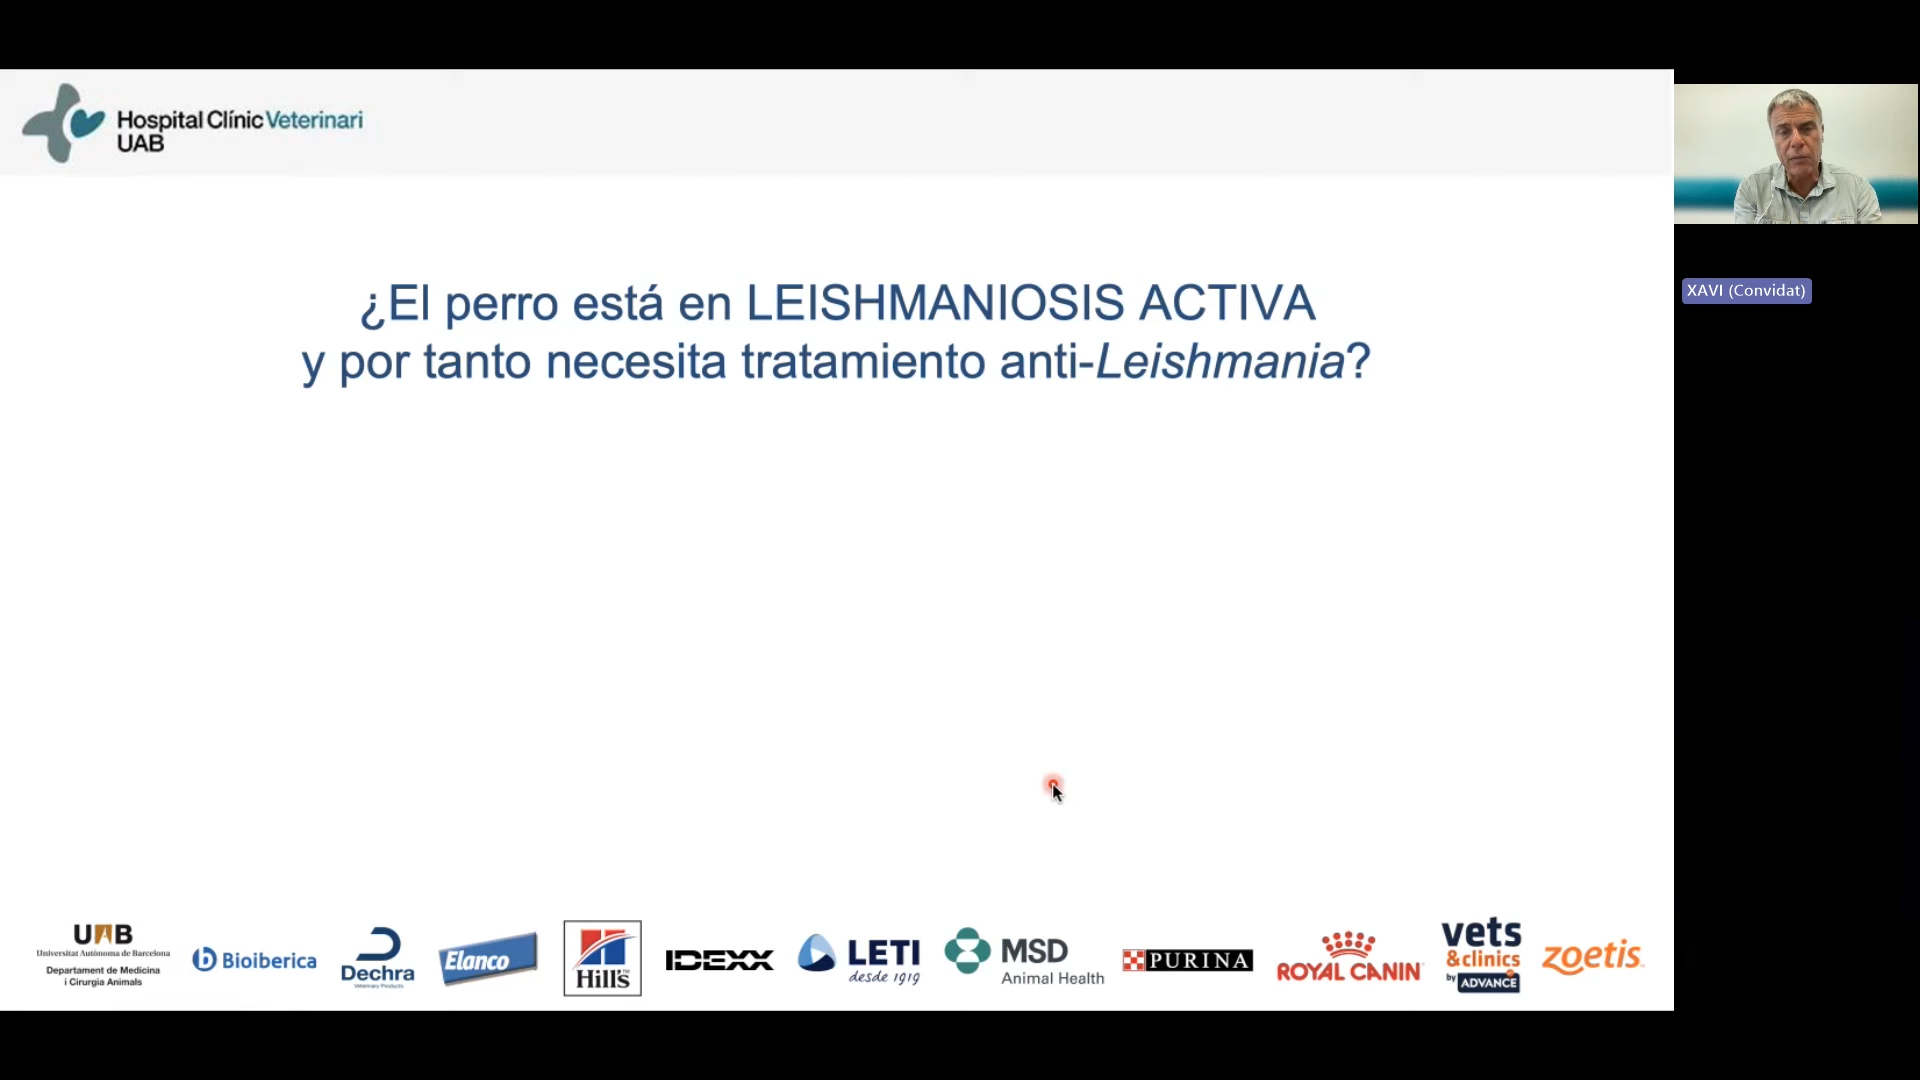 Hospital Clínic Veterinari
UAB
XAVI (Convidat)
¿El perro está en LEISHMANIOSIS ACTIVA
y por tanto necesita tratamiento anti-Leishmania?
UAB
Universitat Autònoma de Barcelona
Departament de Medicina
i Cirurgia Animals
b Bioiberica
Dechra
Veterinary Products
Elanco
Hill's
IDEXX
LETI
desde 1919
MSD
Animal Health
PURINA
ROYAL CANIN
vets
&clinics
by ADVANCE
zoetis